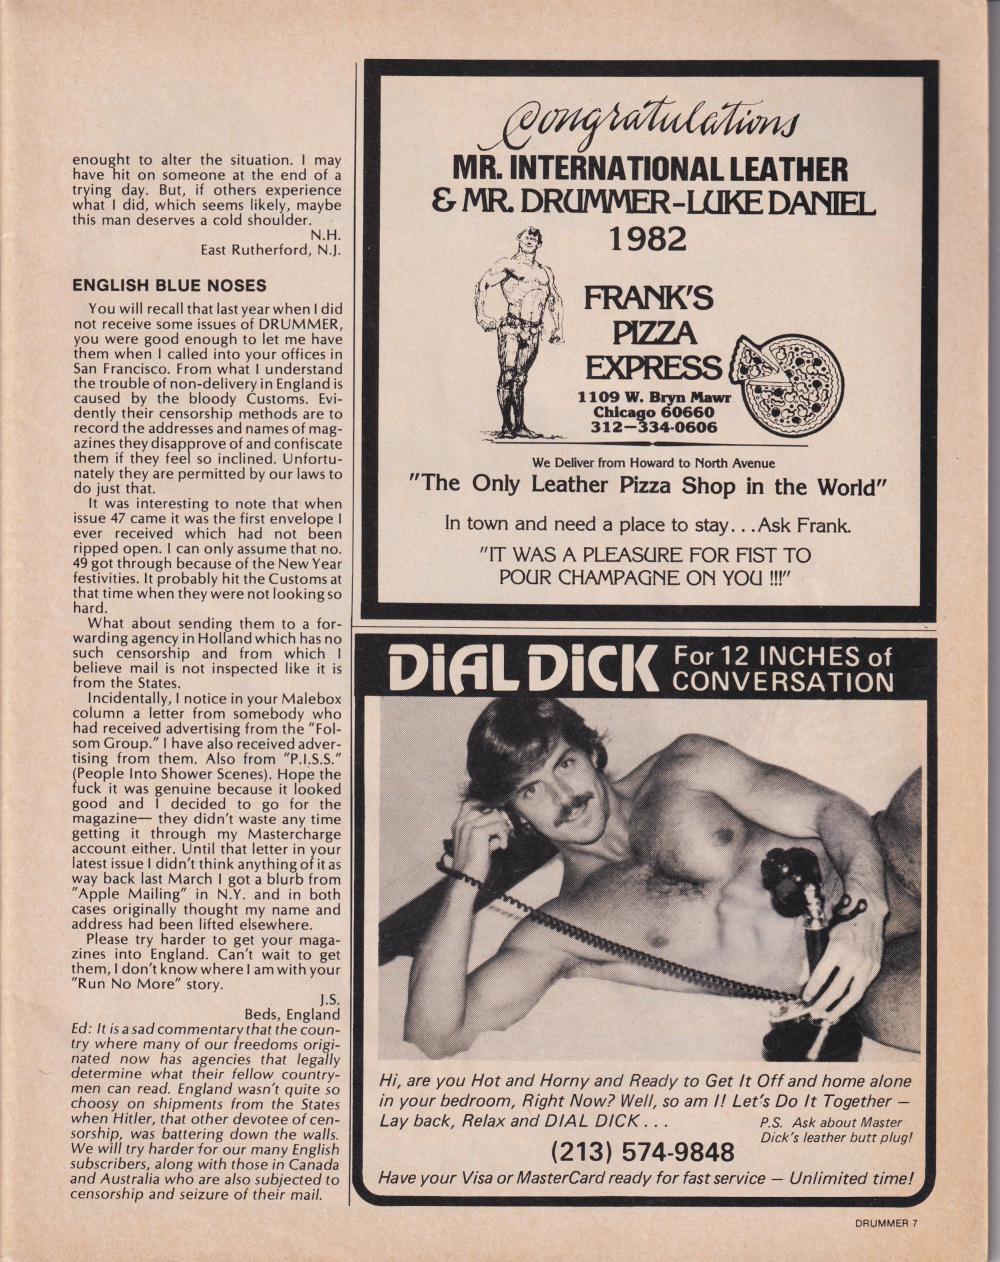 enought to alter the situation. I may
have hit on someone at the end of a
trying day. But, if others experience
what I did, which seems likely, maybe
this man deserves a cold shoulder.
N.H.
East Rutherford, N.J.
ENGLISH BLUE NOSES
You will recall that last year when I did
not receive some issues of DRUMMER,
you were good enough to let me have
them when I called into your offices in
San Francisco. From what I understand
the trouble of non-delivery in England is
caused by the bloody Customs. Evi-
dently their censorship methods are to
record the addresses and names of mag-
azines they disapprove of and confiscate
them if they feel so inclined. Unfortu-
nately they are permitted by our laws to
do just that.
It was interesting to note that when
issue 47 came it was the first envelope I
ever received which had not been
ripped open. I can only assume that no.
49 got through because of the New Year
festivities. It probably hit the Customs at
that time when they were not looking so
hard.
What about sending them to a for-
warding agency in Holland which has no
such censorship and from which I
believe mail is not inspected like it is
from the States.
Incidentally, I notice in your Malebox
column a letter from somebody who
had received advertising from the "Fol-
som Group." I have also received adver-
tising from them. Also from "P.I.S.S."
(People Into Shower Scenes). Hope the
fuck it was genuine because it looked
good and I decided to go for the
magazine— they didn't waste any time
getting it through my Mastercharge
account either. Until that letter in your
latest issue I didn't think anything of it as
way back last March I got a blurb from
"Apple Mailing" in N.Y. and in both
cases originally thought my name and
address had been lifted elsewhere.
Please try harder to get your maga-
zines into England. Can't wait to get
them, I don't know where I am with your
"Run No More" story.
J.S.
Beds, England
Ed: It is a sad commentary that the coun-
try where many of our freedoms origi-
nated now has agencies that legally
determine what their fellow country-
men can read. England wasn't quite so
choosy on shipments from the States
when Hitler, that other devotee of cen-
sorship, was battering down the walls.
We will try harder for our many English
subscribers, along with those in Canada
and Australia who are also subjected to
censorship and seizure of their mail.
Congratulations
MR. INTERNATIONAL LEATHER
& MR. DRUMMER-LUKE DANIEL
1982
FRANK'S
PIZZA
EXPRESS
1109 W. Bryn Mawr
Chicago 60660
312-334-0606
We Deliver from Howard to North Avenue
"The Only Leather Pizza Shop in the World"
In town and need a place to stay...Ask Frank.
"IT WAS A PLEASURE FOR FIST TO
POUR CHAMPAGNE ON YOU !!!"
DiAL DiCK For 12 INCHES of
CONVERSATION
Hi, are you Hot and Horny and Ready to Get It Off and home alone
in your bedroom, Right Now? Well, so am I! Let's Do It Together —
Lay back, Relax and DIAL DICK . . .
P.S. Ask about Master
Dick's leather butt plug!
(213) 574-9848
Have your Visa or MasterCard ready for fast service — Unlimited time!
DRUMMER 7